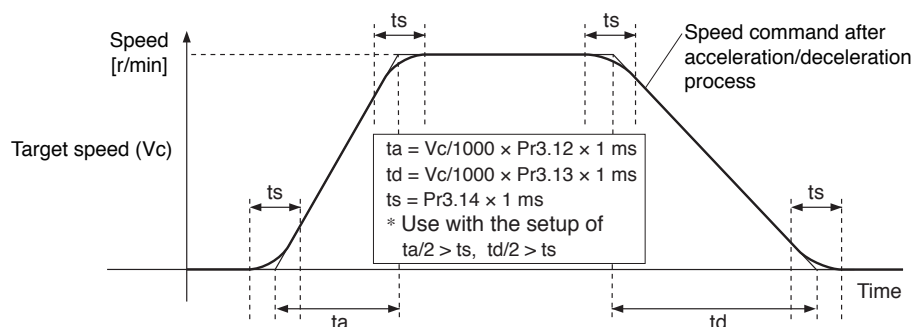 ts
ts
Speed
[r/min]
Speed command after
acceleration/deceleration
process
Target speed (Vc)
ta = Vc/1000 × Pr3.12 × 1 ms
td = Vc/1000 × Pr3.13 × 1 ms
ts = Pr3.14 × 1 ms
* Use with the setup of
ta/2 > ts, td/2 > ts
ts
ts
Time
ta
td